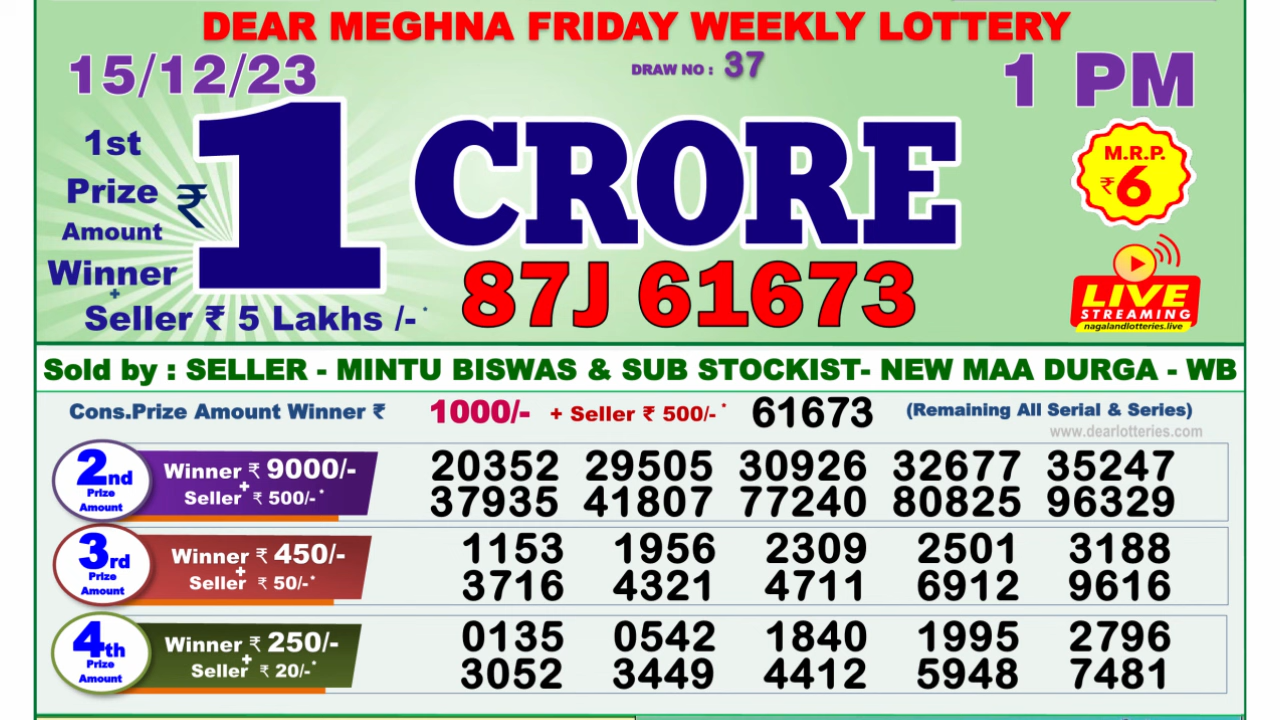 DEAR MEGHNA FRIDAY WEEKLY LOTTERY
15/12/23
DRAW NO : 37
1 PM
1st
Prize
Amount
Winner
+
Seller ₹ 5 Lakhs /-*
₹ 1 CRORE
87J 61673
M.R.P.
₹6
LIVE
STREAMING
nagalandlotteries.live
Sold by : SELLER - MINTU BISWAS & SUB STOCKIST- NEW MAA DURGA - WB
Cons.Prize Amount Winner ₹ 1000/- + Seller ₹ 500/-* 61673 (Remaining All Serial & Series)
www.dearlotteries.com
2nd
Prize
Amount
Winner ₹ 9000/-
+
Seller ₹ 500/-*
20352 29505 30926 32677 35247
37935 41807 77240 80825 96329
3rd
Prize
Amount
Winner ₹ 450/-
+
Seller ₹ 50/-*
1153 1956 2309 2501 3188
3716 4321 4711 6912 9616
4th
Prize
Amount
Winner ₹ 250/-
+
Seller ₹ 20/-*
0135 0542 1840 1995 2796
3052 3449 4412 5948 7481